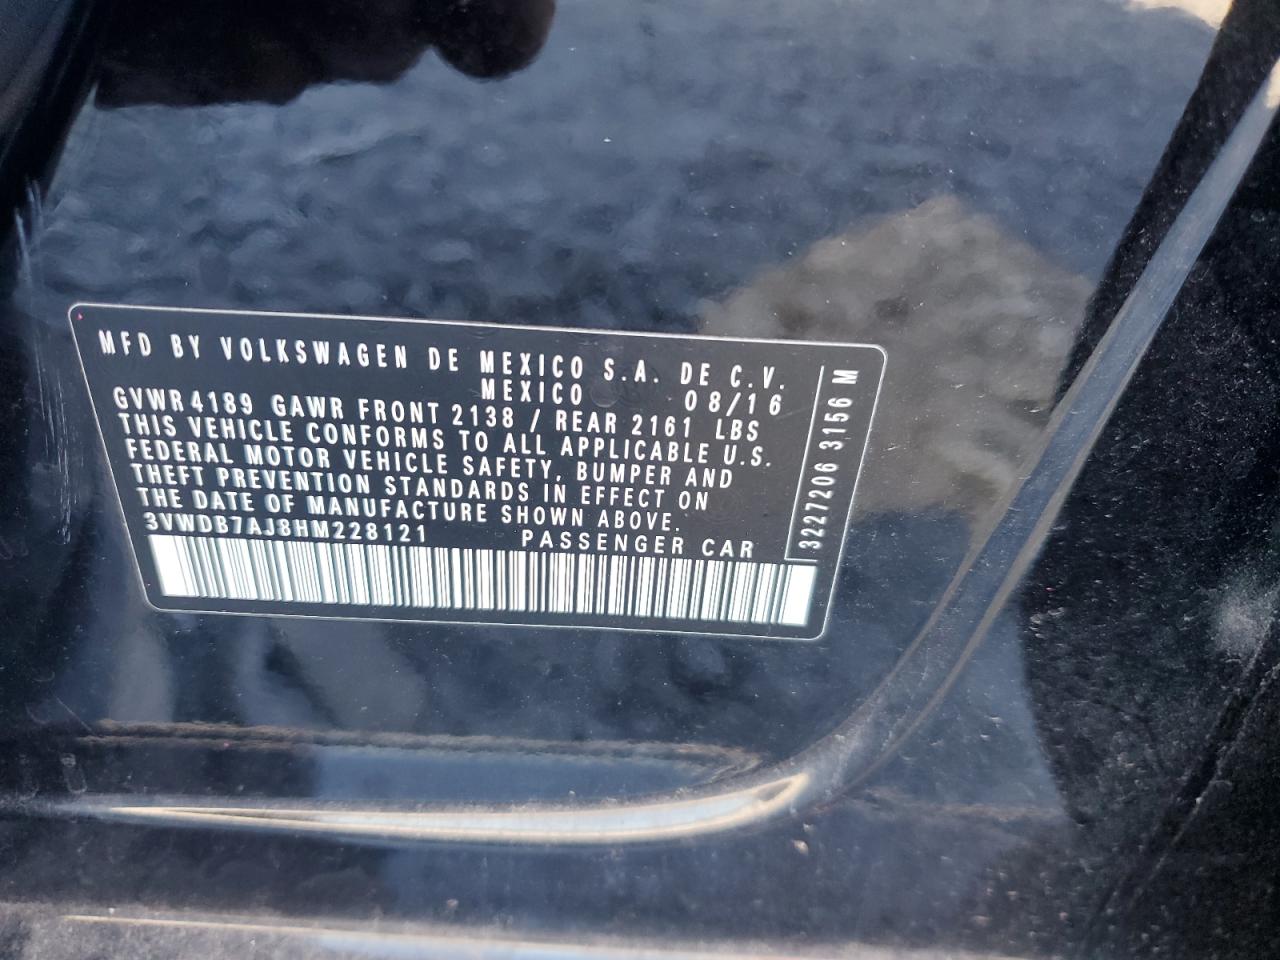 MFD BY VOLKSWAGEN DE MEXICO S.A. DE C.V.
MEXICO 08/16
GVWR 4189 GAWR FRONT 2138 / REAR 2161 LBS
THIS VEHICLE CONFORMS TO ALL APPLICABLE U.S.
FEDERAL MOTOR VEHICLE SAFETY, BUMPER AND
THEFT PREVENTION STANDARDS IN EFFECT ON
THE DATE OF MANUFACTURE SHOWN ABOVE.
3VWDB7AJ8HM228121 PASSENGER CAR
3227206 3156 M